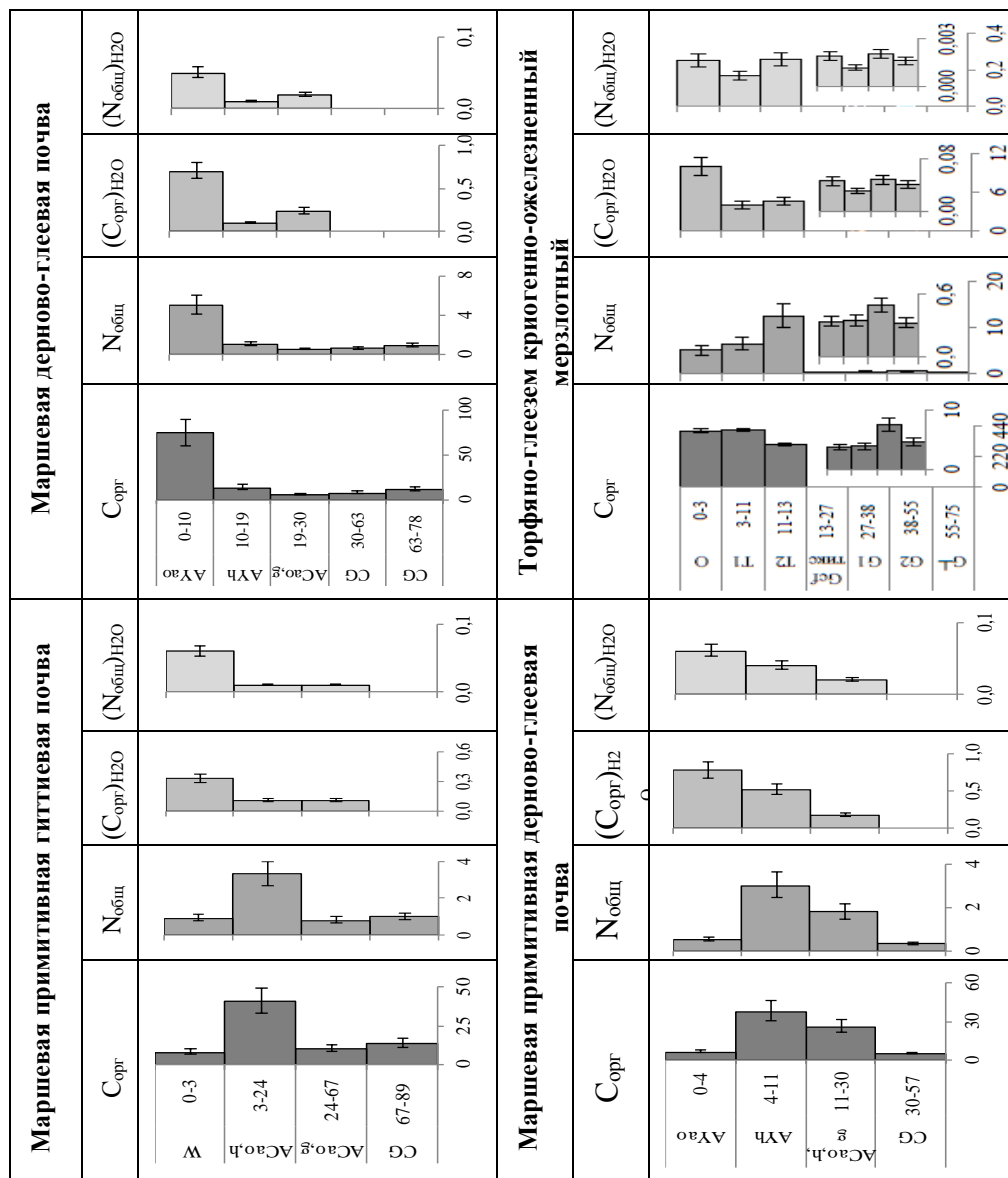 Маршевая примитивная гиттиевая почва
Cорг
Nобщ
(Cорг)H2O
(Nобщ)H2O
W
0-3
ACao,h
3-24
ACao,g
24-67
CG
67-89
0 25 50
0 2 4
0,0 0,3 0,6
0,0 0,1
Маршевая дерново-глеевая почва
Cорг
Nобщ
(Cорг)H2O
(Nобщ)H2O
AYao
0-10
AYh
10-19
ACao,g
19-30
CG
30-63
CG
63-78
0 50 100
0 4 8
0,0 0,5 1,0
0,0 0,1
Маршевая примитивная дерново-глеевая
почва
Cорг
Nобщ
(Cорг)H2
(Nобщ)H2O
AYao
0-4
AYh
4-11
ACao,h,
g
11-30
CG
30-57
0 30 60
0 2 4
0,0 0,5 1,0
0,0 0,1
Торфяно-глеезем криогенно-ожелезненный
мерзлотный
Cорг
Nобщ
(Cорг)H2O
(Nобщ)H2O
O
0-3
T1
3-11
T2
11-13
Gcf,
тикс
13-27
G1
27-38
G2
38-55
G┴
55-75
0 10
0 220 440
0,0 0,6
0 10 20
0,00 0,08
0 6 12
0,000 0,003
0,0 0,2 0,4